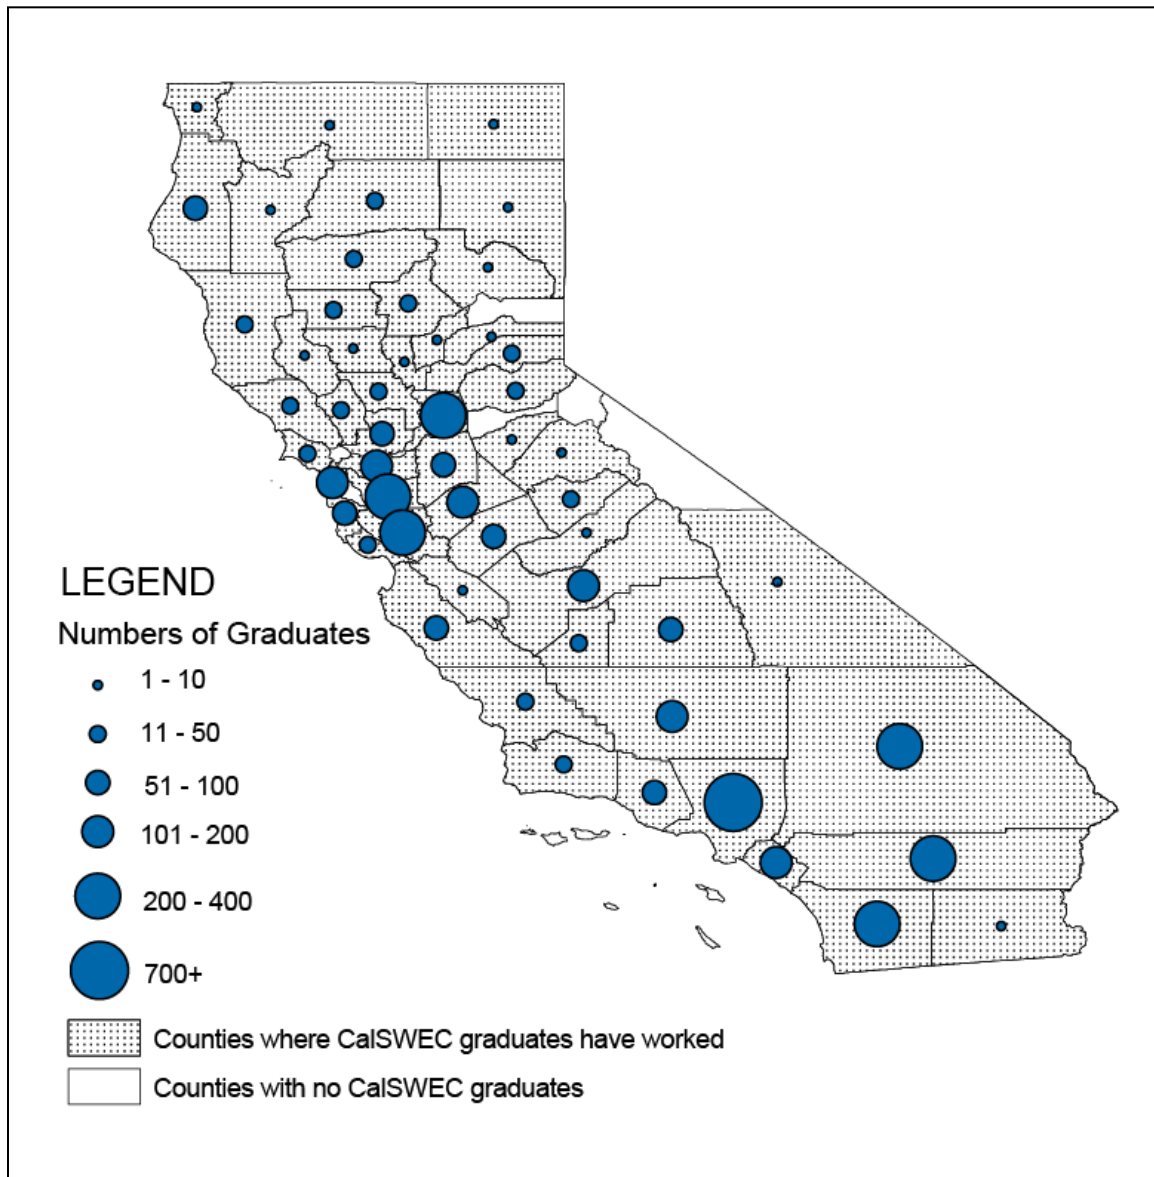 LEGEND
Numbers of Graduates
1 - 10
11 - 50
51 - 100
101 - 200
200 - 400
700+
Counties where CalSWEC graduates have worked
Counties with no CalSWEC graduates